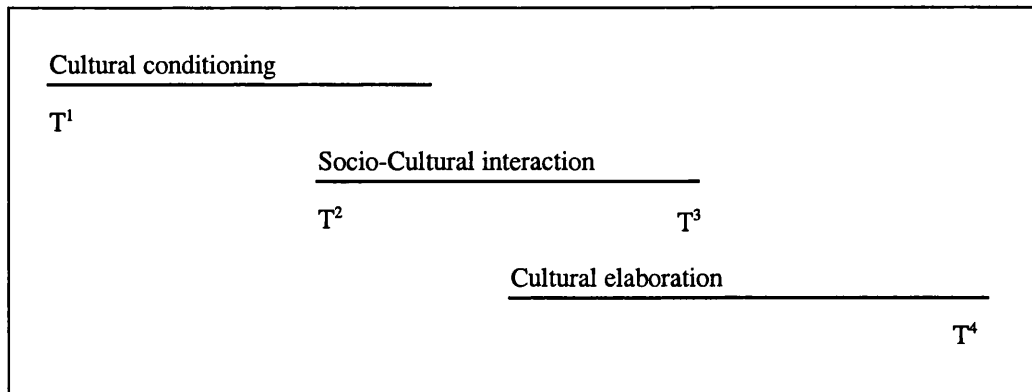 Cultural conditioning
T¹
Socio-Cultural interaction
T² T³
Cultural elaboration
T⁴